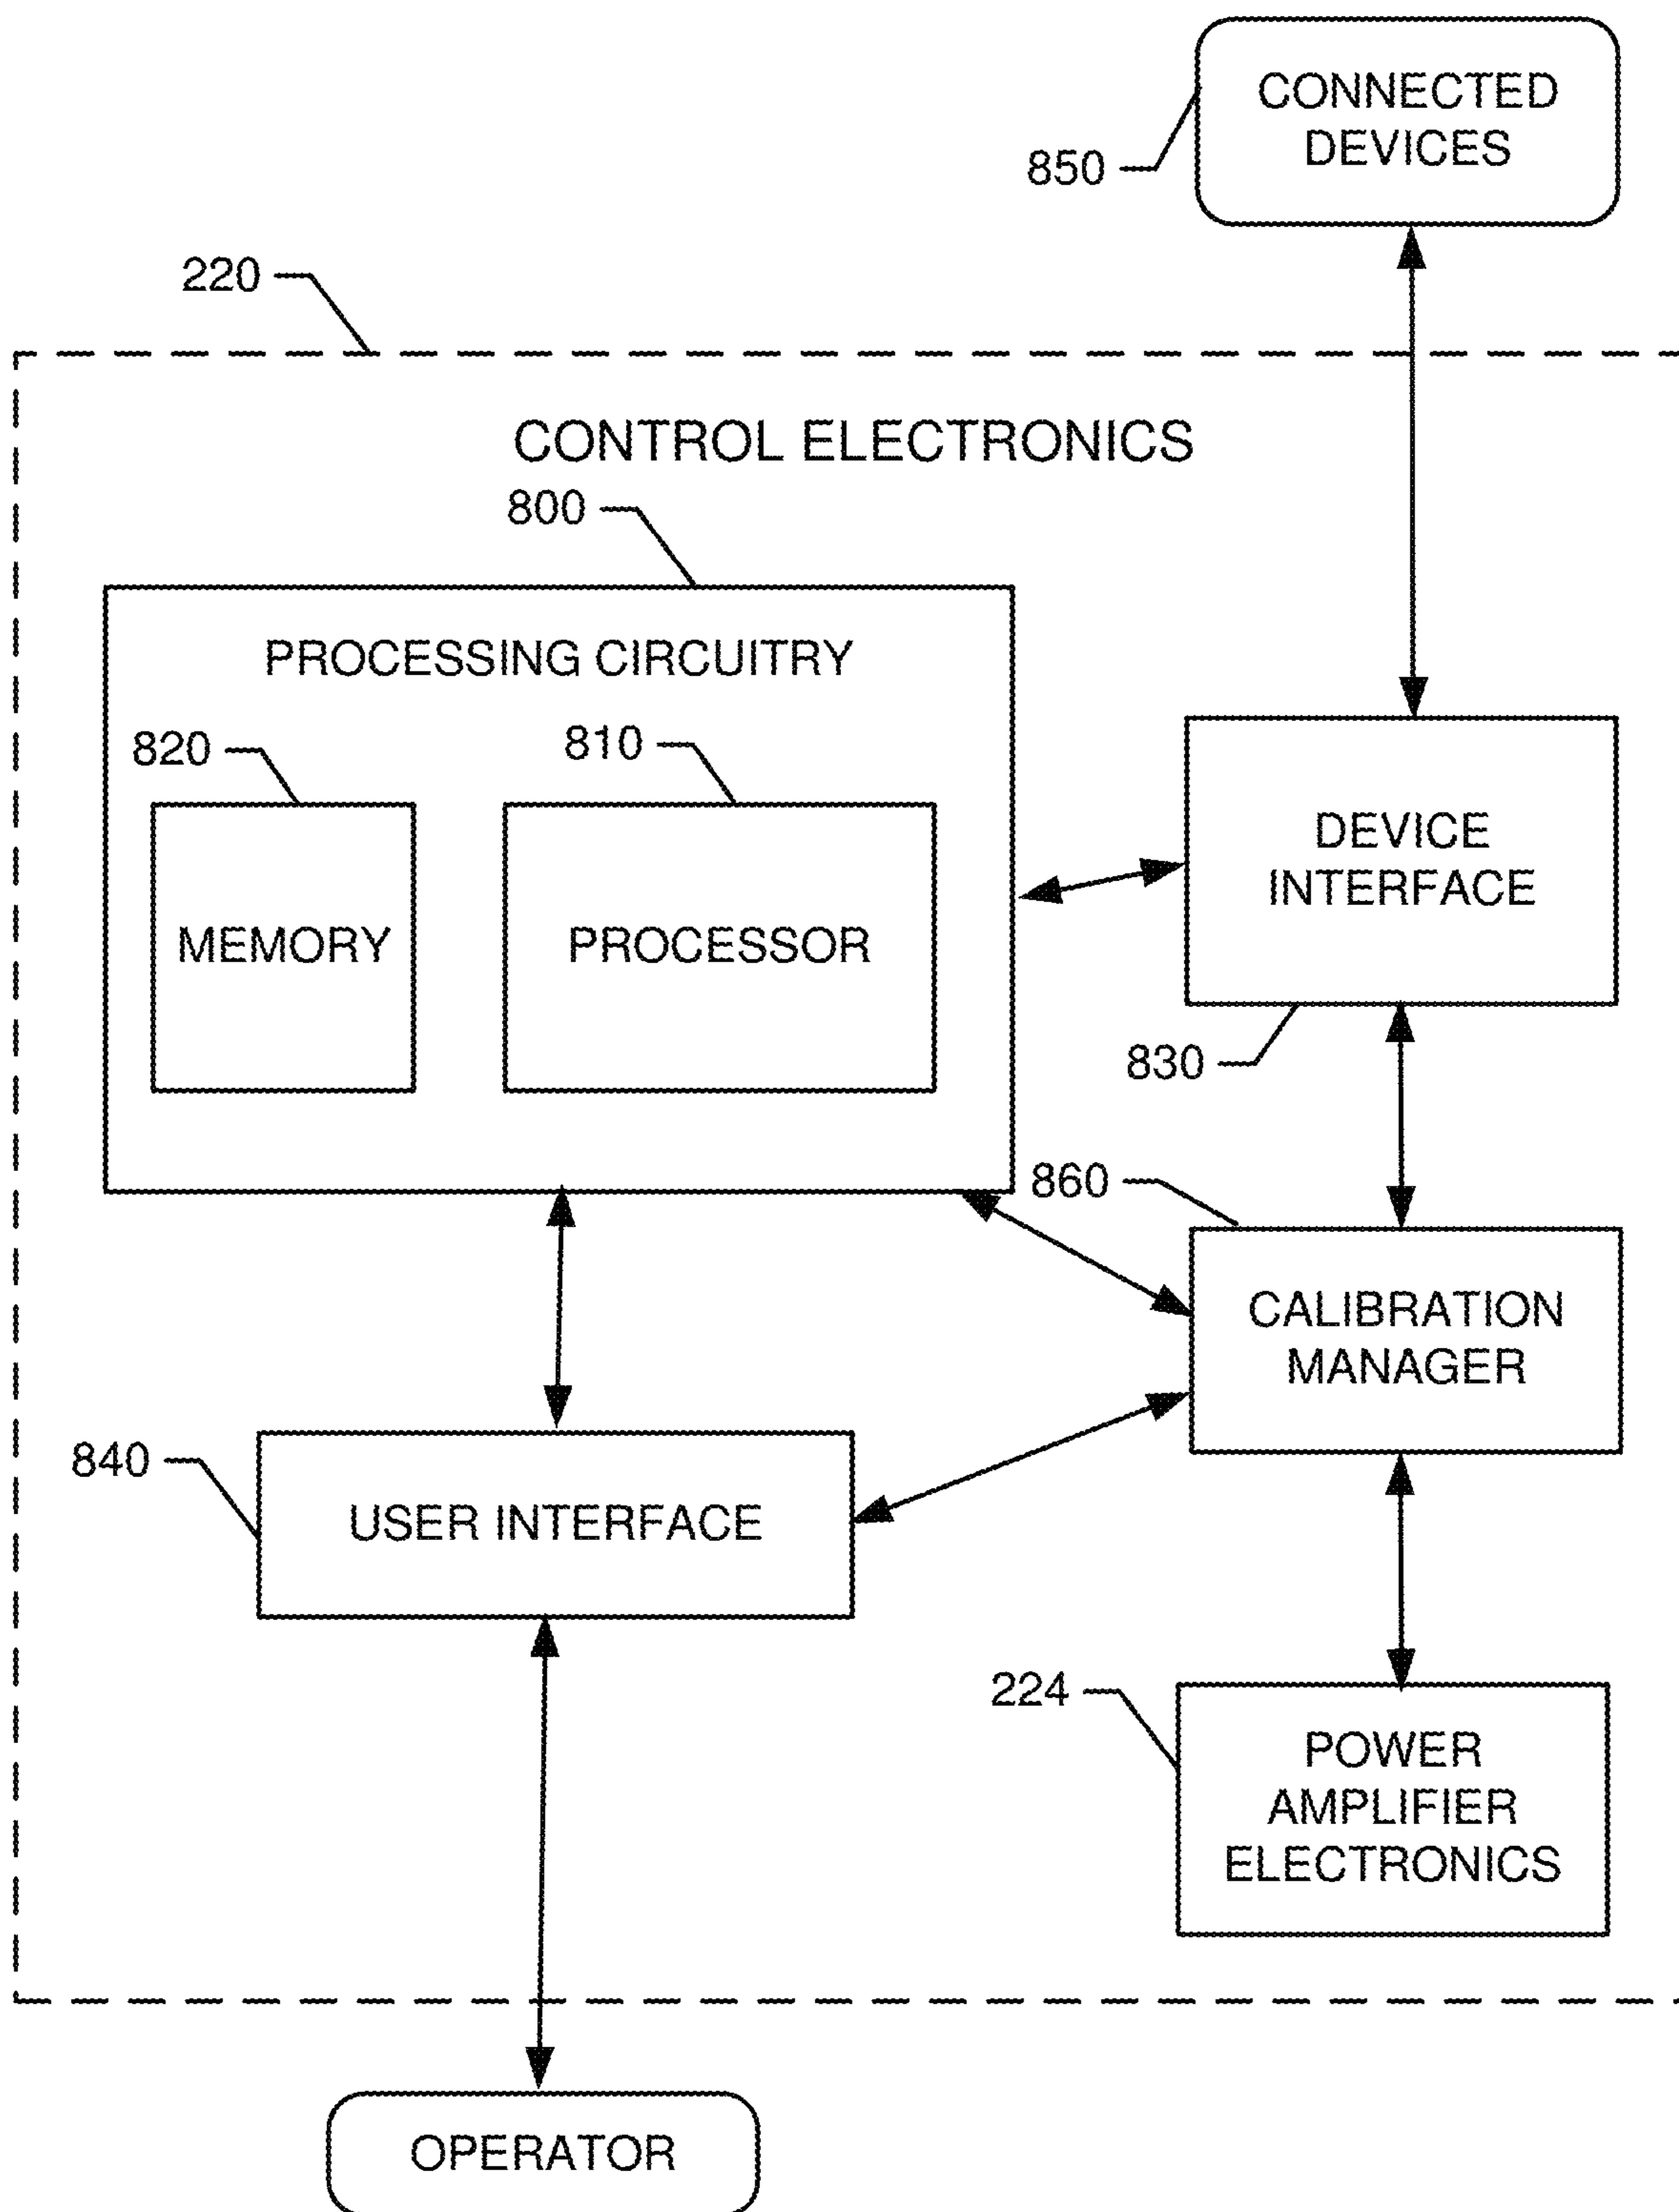 CONNECTED
DEVICES
850
220
CONTROL ELECTRONICS
800
PROCESSING CIRCUITRY
820
810
MEMORY
PROCESSOR
DEVICE
INTERFACE
830
860
CALIBRATION
MANAGER
840
USER INTERFACE
224
POWER
AMPLIFIER
ELECTRONICS
OPERATOR